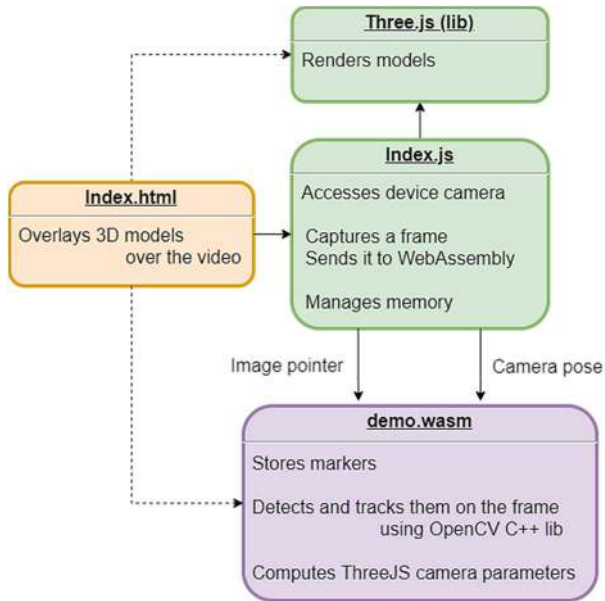 Three.js (lib)
Renders models
Index.js
Accesses device camera
Captures a frame
Sends it to WebAssembly
Manages memory
Index.html
Overlays 3D models
over the video
Image pointer
Camera pose
demo.wasm
Stores markers
Detects and tracks them on the frame
using OpenCV C++ lib
Computes ThreeJS camera parameters